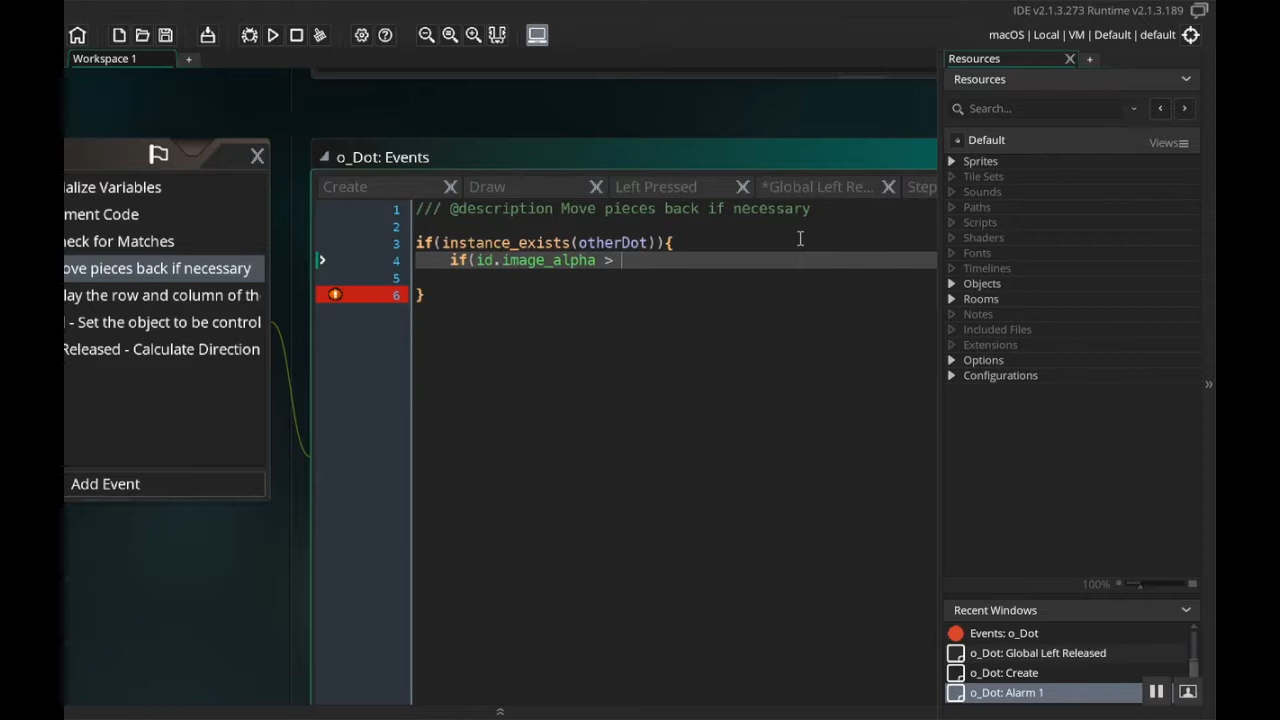 IDE v2.1.3.273 Runtime v2.1.3.189
macOS | Local | VM | Default | default
Workspace 1
+
Resources
+
Resources
Search...
Default
Views
Sprites
Tile Sets
Sounds
Paths
Scripts
Shaders
Fonts
Timelines
Objects
Rooms
Notes
Included Files
Extensions
Options
Configurations
100%
Recent Windows
Events: o_Dot
o_Dot: Global Left Released
o_Dot: Create
o_Dot: Alarm 1
ialize Variables
ment Code
heck for Matches
ove pieces back if necessary
lay the row and column of th
- Set the object to be control
Released - Calculate Direction
Add Event
o_Dot: Events
Create
Draw
Left Pressed
*Global Left Re...
Step
1 /// @description Move pieces back if necessary
2
3 if(instance_exists(otherDot)){
4 if(id.image_alpha >
5
6 }